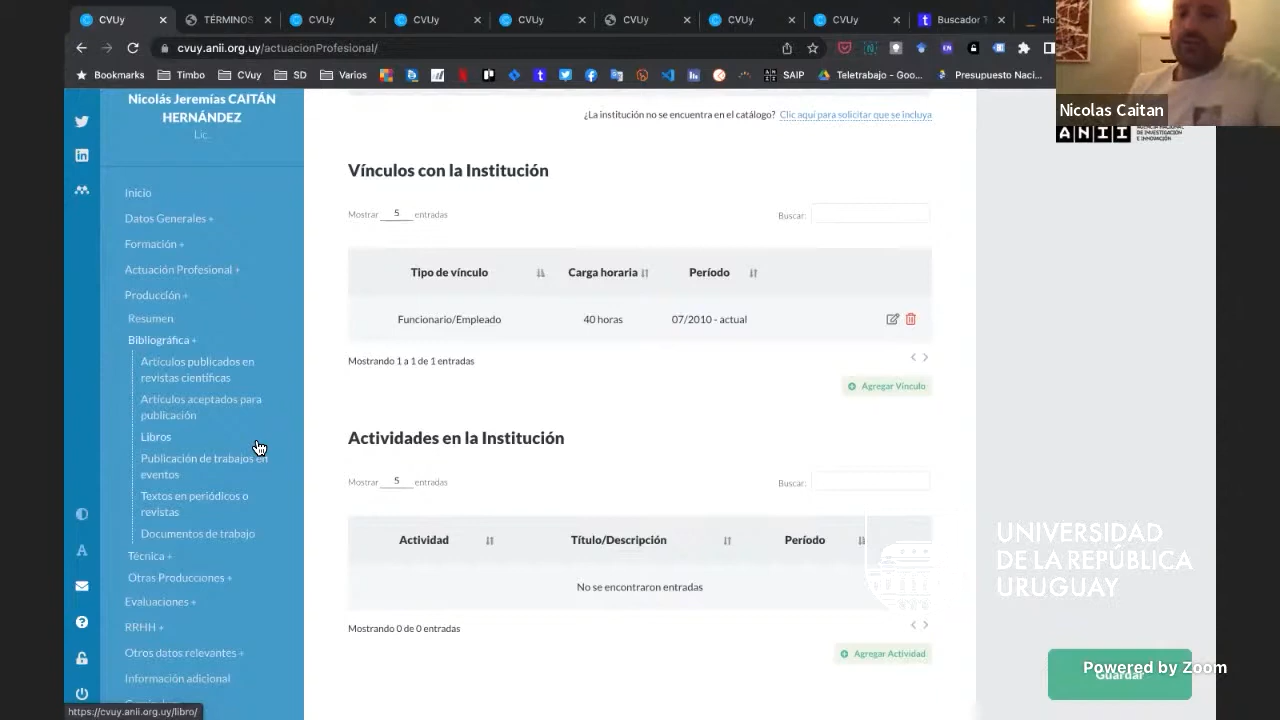 CVUy
TÉRMINOS
CVUy
CVUy
CVUy
CVUy
CVUy
CVUy
Buscador T
Ho
cvuy.anii.org.uy/actuacionProfesional/
Bookmarks
Timbo
CVuy
SD
Varios
SAIP
Teletrabajo - Goo...
Presupuesto Naci...
Nicolas Caitan
ANII
AGENCIA NACIONAL
DE INVESTIGACIÓN
E INNOVACIÓN
Nicolás Jeremías CAITÁN
HERNÁNDEZ
Lic.
Inicio
Datos Generales +
Formación +
Actuación Profesional +
Producción +
Resumen
Bibliográfica +
Artículos publicados en
revistas científicas
Artículos aceptados para
publicación
Libros
Publicación de trabajos en
eventos
Textos en periódicos o
revistas
Documentos de trabajo
Técnica +
Otras Producciones +
Evaluaciones +
RRHH +
Otros datos relevantes +
Información adicional
https://cvuy.anii.org.uy/libro/
¿La institución no se encuentra en el catálogo? Clic aquí para solicitar que se incluya
Vínculos con la Institución
Mostrar 5 entradas
Buscar:
Tipo de vínculo
Carga horaria
Período
Funcionario/Empleado
40 horas
07/2010 - actual
Mostrando 1 a 1 de 1 entradas
Agregar Vínculo
Actividades en la Institución
Mostrar 5 entradas
Buscar:
Actividad
Título/Descripción
Período
No se encontraron entradas
Mostrando 0 de 0 entradas
Agregar Actividad
UNIVERSIDAD
DE LA REPÚBLICA
URUGUAY
Guardar
Powered by Zoom